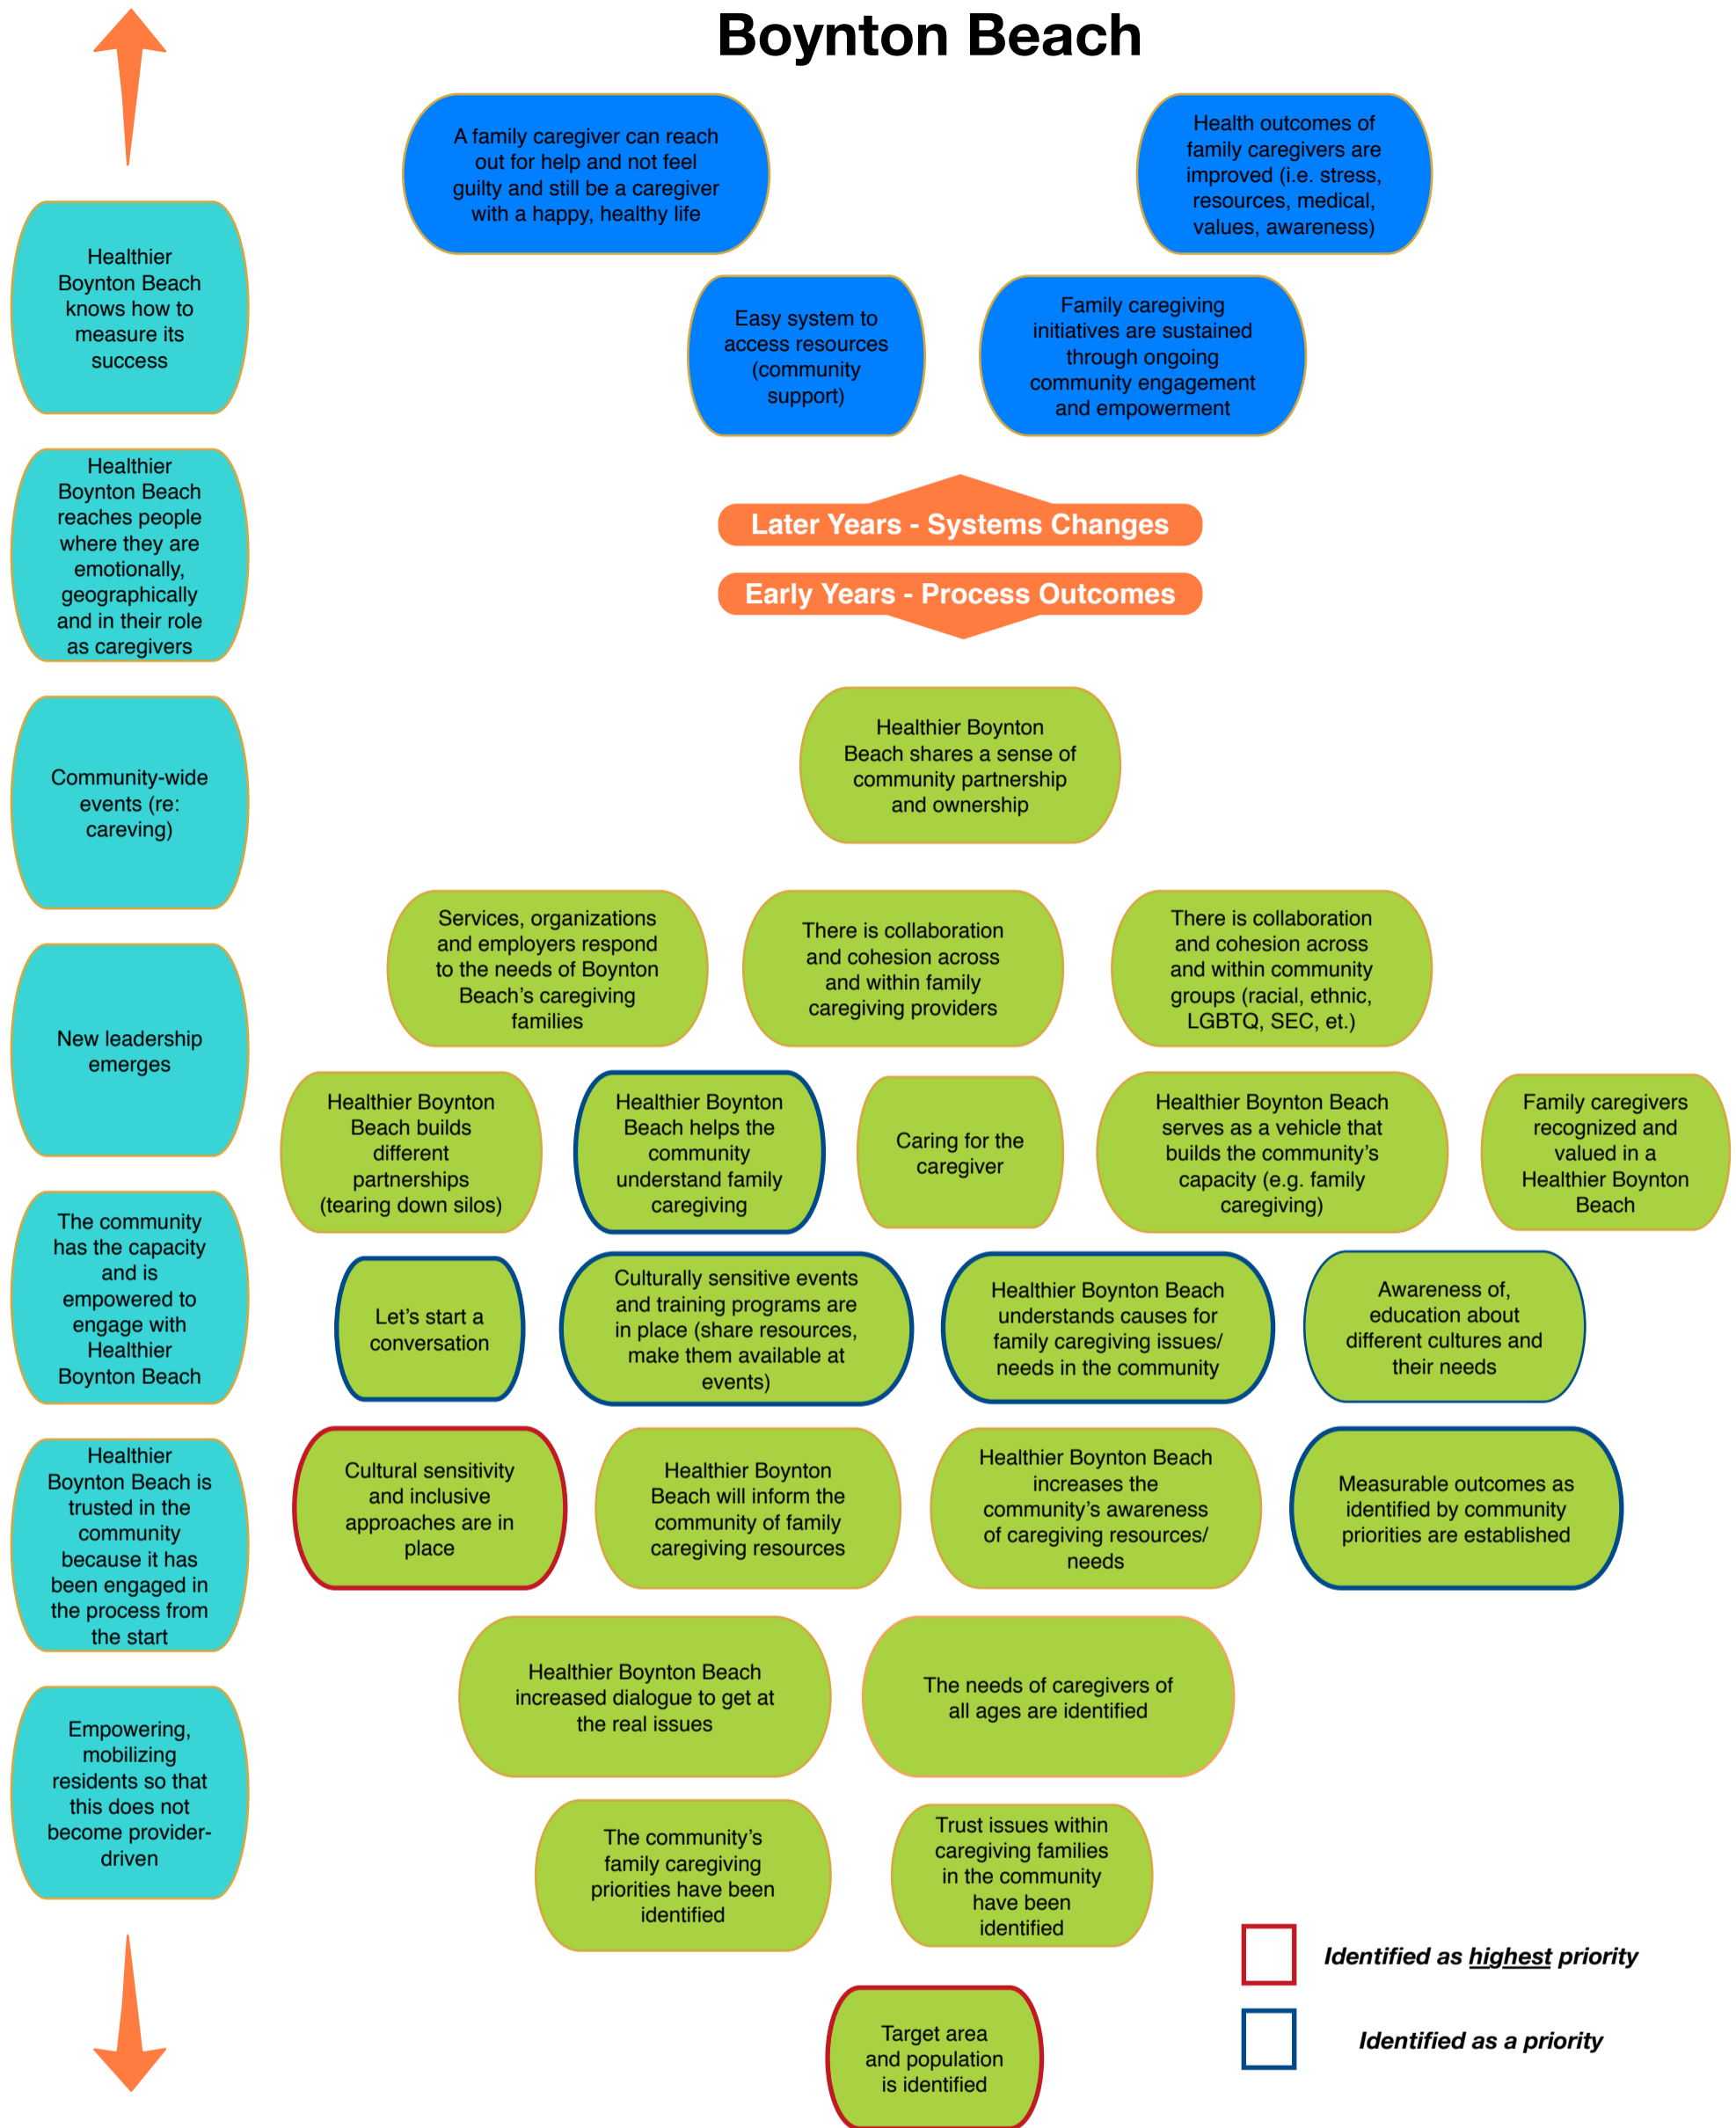 Boynton Beach
A family caregiver can reach
out for help and not feel
guilty and still be a caregiver
with a happy, healthy life
Health outcomes of
family caregivers are
improved (i.e. stress,
resources, medical,
values, awareness)
Easy system to
access resources
(community
support)
Family caregiving
initiatives are sustained
through ongoing
community engagement
and empowerment
Later Years - Systems Changes
Early Years - Process Outcomes
Healthier Boynton
Beach shares a sense of
community partnership
and ownership
Services, organizations
and employers respond
to the needs of Boynton
Beach’s caregiving
families
There is collaboration
and cohesion across
and within family
caregiving providers
There is collaboration
and cohesion across
and within community
groups (racial, ethnic,
LGBTQ, SEC, et.)
Healthier Boynton
Beach builds
different
partnerships
(tearing down silos)
Healthier Boynton
Beach helps the
community
understand family
caregiving
Caring for the
caregiver
Healthier Boynton Beach
serves as a vehicle that
builds the community’s
capacity (e.g. family
caregiving)
Family caregivers
recognized and
valued in a
Healthier Boynton
Beach
Let’s start a
conversation
Culturally sensitive events
and training programs are
in place (share resources,
make them available at
events)
Healthier Boynton Beach
understands causes for
family caregiving issues/
needs in the community
Awareness of,
education about
different cultures and
their needs
Cultural sensitivity
and inclusive
approaches are in
place
Healthier Boynton
Beach will inform the
community of family
caregiving resources
Healthier Boynton Beach
increases the
community’s awareness
of caregiving resources/
needs
Measurable outcomes as
identified by community
priorities are established
Healthier Boynton Beach
increased dialogue to get at
the real issues
The needs of caregivers of
all ages are identified
The community’s
family caregiving
priorities have been
identified
Trust issues within
caregiving families
in the community
have been
identified
Target area
and population
is identified
Healthier
Boynton Beach
knows how to
measure its
success
Healthier
Boynton Beach
reaches people
where they are
emotionally,
geographically
and in their role
as caregivers
Community-wide
events (re:
careving)
New leadership
emerges
The community
has the capacity
and is
empowered to
engage with
Healthier
Boynton Beach
Healthier
Boynton Beach is
trusted in the
community
because it has
been engaged in
the process from
the start
Empowering,
mobilizing
residents so that
this does not
become provider-
driven
Identified as highest priority
Identified as a priority